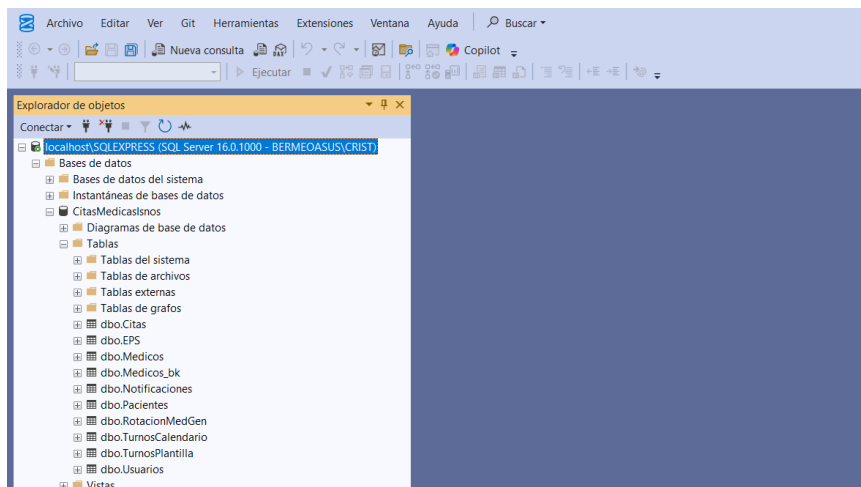 Archivo Editar Ver Git Herramientas Extensiones Ventana Ayuda Buscar
Nueva consulta Copilot
Ejecutar
Explorador de objetos
Conectar
localhost\SQLEXPRESS (SQL Server 16.0.1000 - BERMEOASUS\CRIST)
Bases de datos
Bases de datos del sistema
Instantáneas de bases de datos
CitasMedicasIsnos
Diagramas de base de datos
Tablas
Tablas del sistema
Tablas de archivos
Tablas externas
Tablas de grafos
dbo.Citas
dbo.EPS
dbo.Medicos
dbo.Medicos_bk
dbo.Notificaciones
dbo.Pacientes
dbo.RotacionMedGen
dbo.TurnosCalendario
dbo.TurnosPlantilla
dbo.Usuarios
Vistas